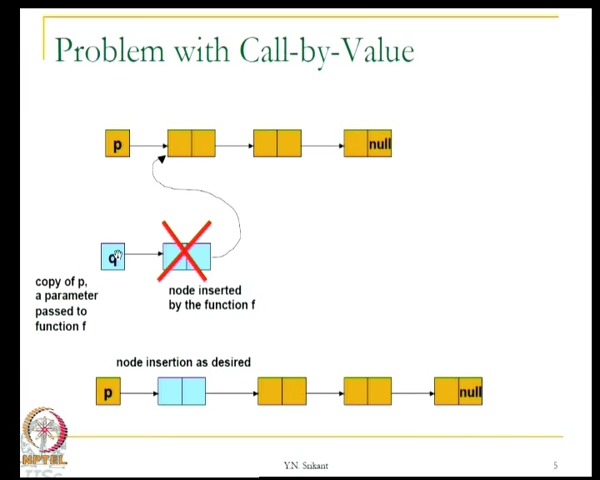 Problem with Call-by-Value
p
null
q
copy of p,
a parameter
passed to
function f
node inserted
by the function f
node insertion as desired
p
null
NPTEL
Y.N. Srikant
5